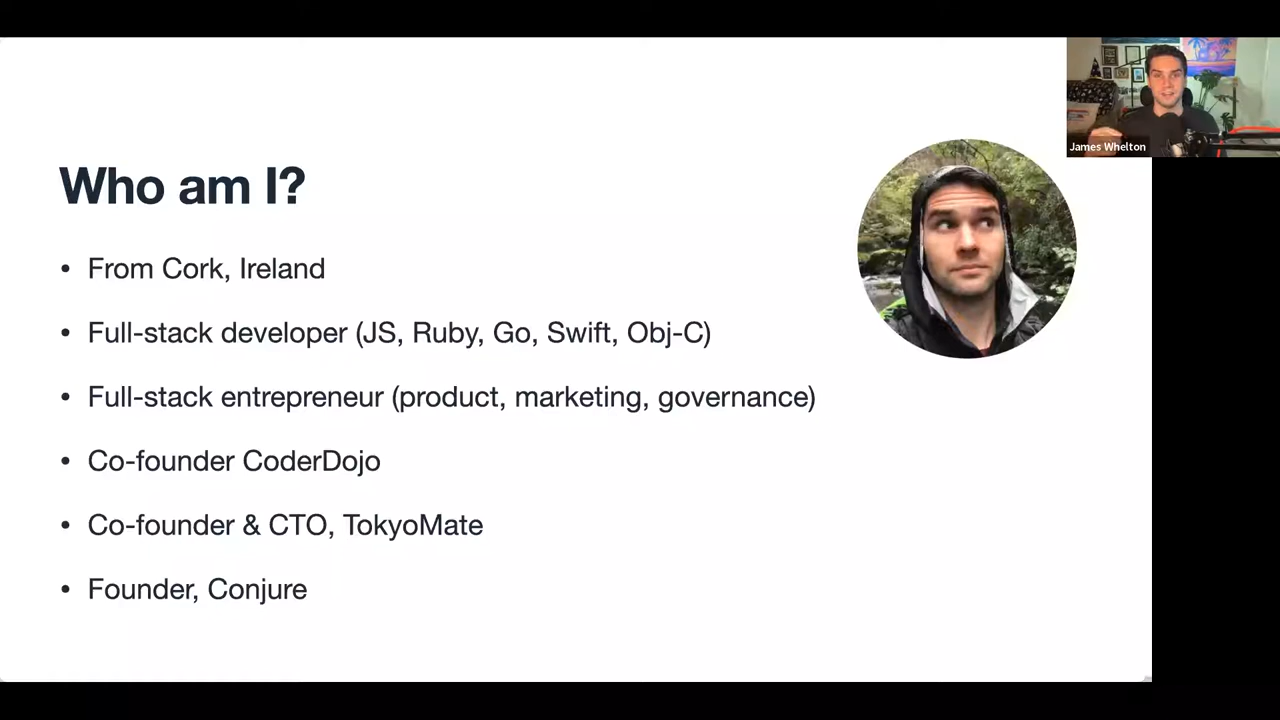 James Whelton
Who am I?
• From Cork, Ireland
• Full-stack developer (JS, Ruby, Go, Swift, Obj-C)
• Full-stack entrepreneur (product, marketing, governance)
• Co-founder CoderDojo
• Co-founder & CTO, TokyoMate
• Founder, Conjure